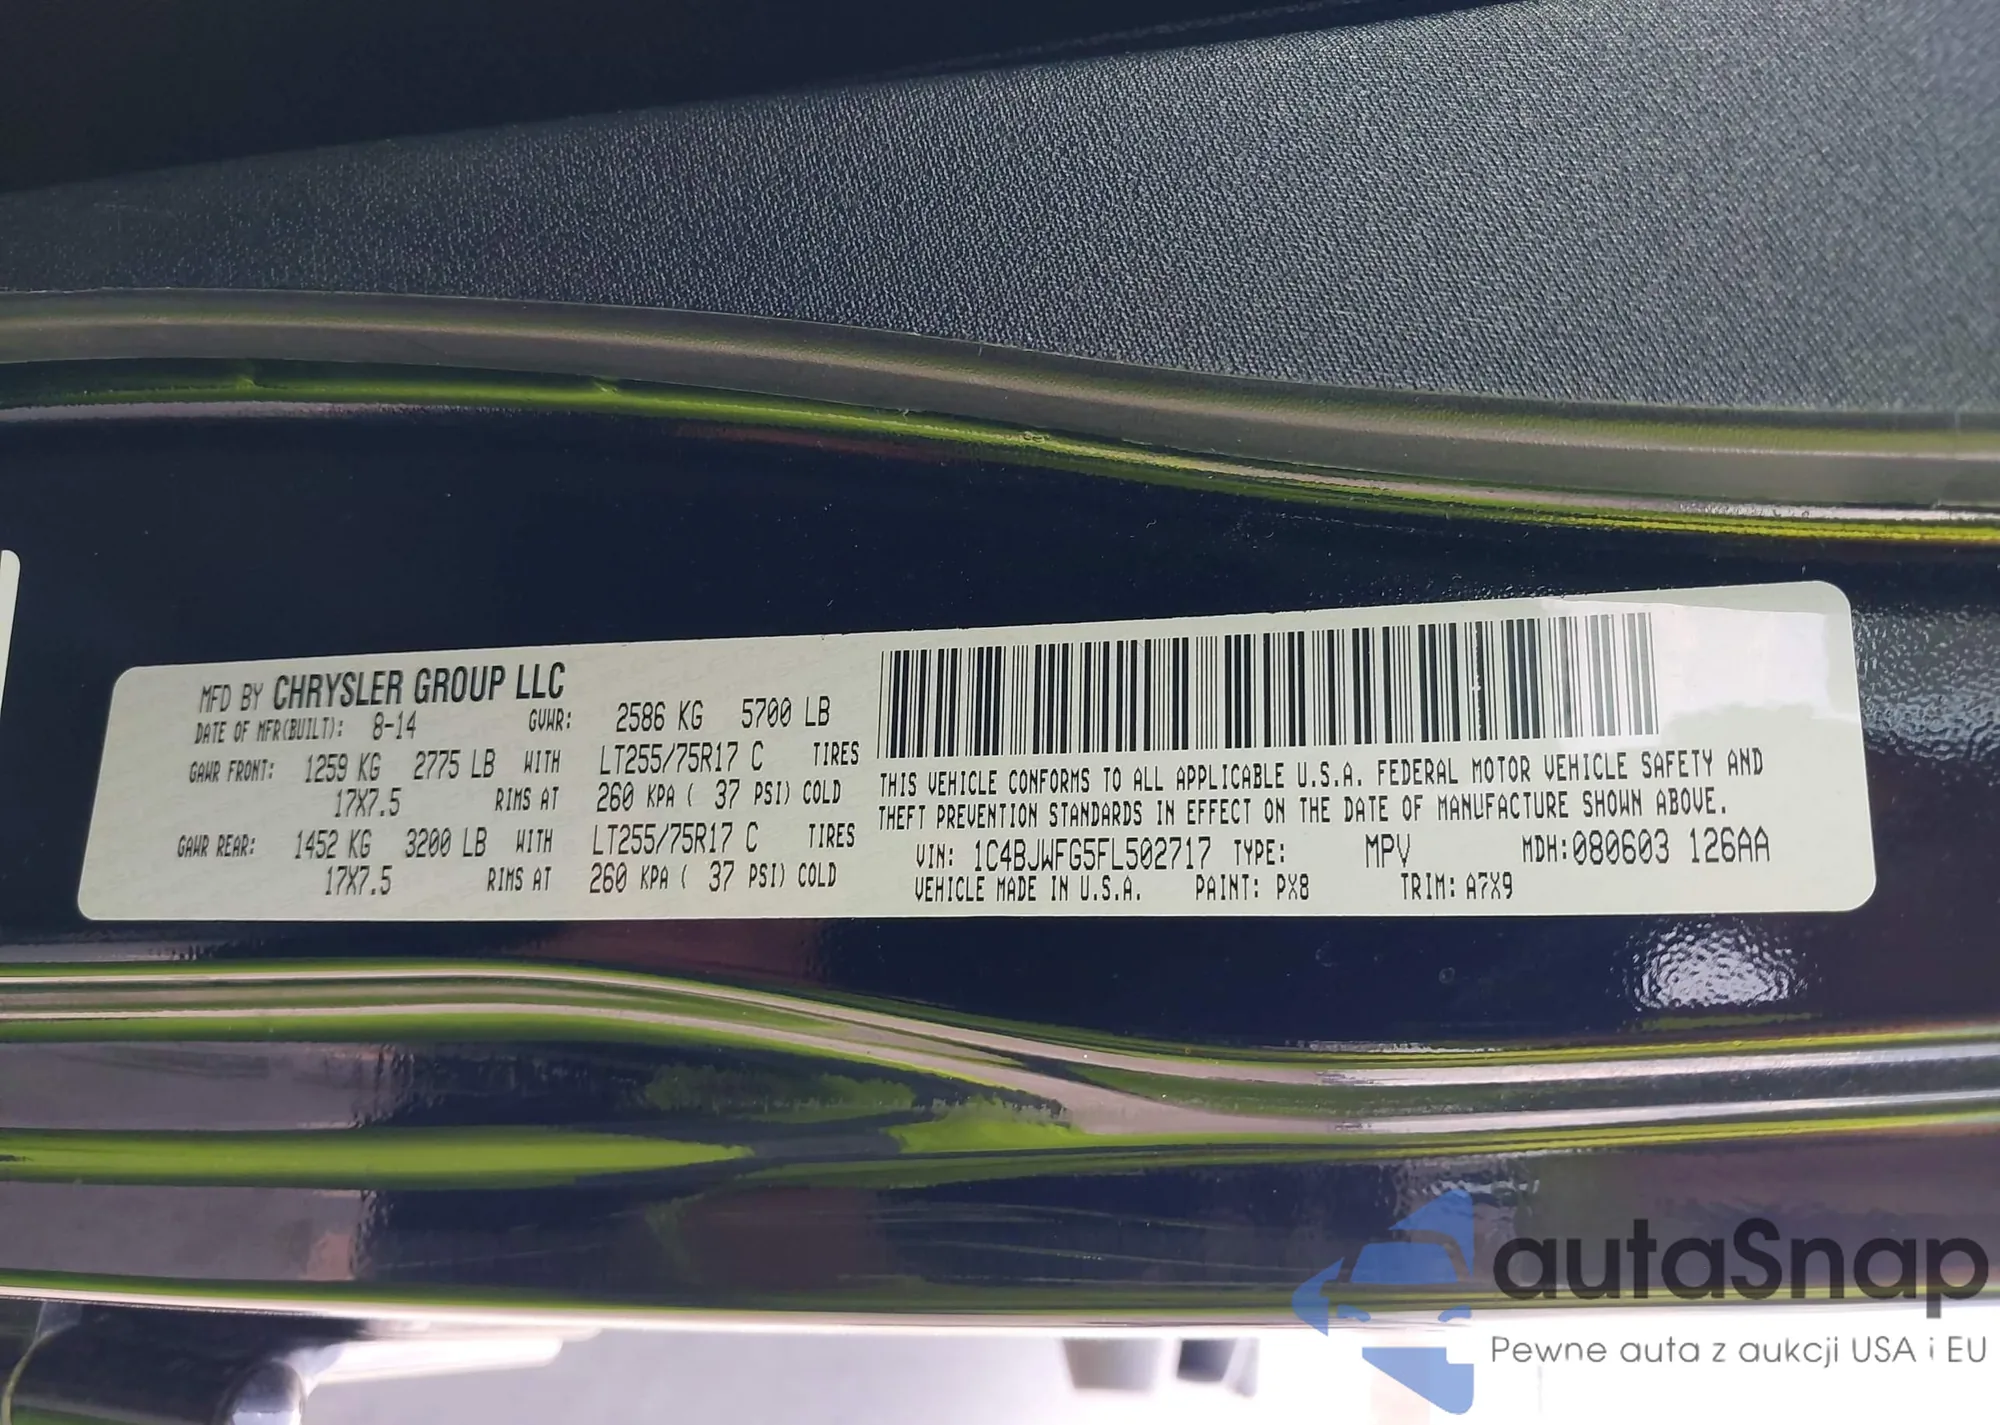 MFD BY CHRYSLER GROUP LLC
DATE OF MFR(BUILT): 8-14 GVWR: 2586 KG 5700 LB
GAWR FRONT: 1259 KG 2775 LB WITH LT255/75R17 C TIRES
17X7.5 RIMS AT 260 KPA ( 37 PSI) COLD
GAWR REAR: 1452 KG 3200 LB WITH LT255/75R17 C TIRES
17X7.5 RIMS AT 260 KPA ( 37 PSI) COLD
THIS VEHICLE CONFORMS TO ALL APPLICABLE U.S.A. FEDERAL MOTOR VEHICLE SAFETY AND
THEFT PREVENTION STANDARDS IN EFFECT ON THE DATE OF MANUFACTURE SHOWN ABOVE.
VIN: 1C4BJWFG5FL502717 TYPE: MPV MDH:080603 126AA
VEHICLE MADE IN U.S.A. PAINT: PX8 TRIM: A7X9
autaSnap
Pewne auta z aukcji USA i EU